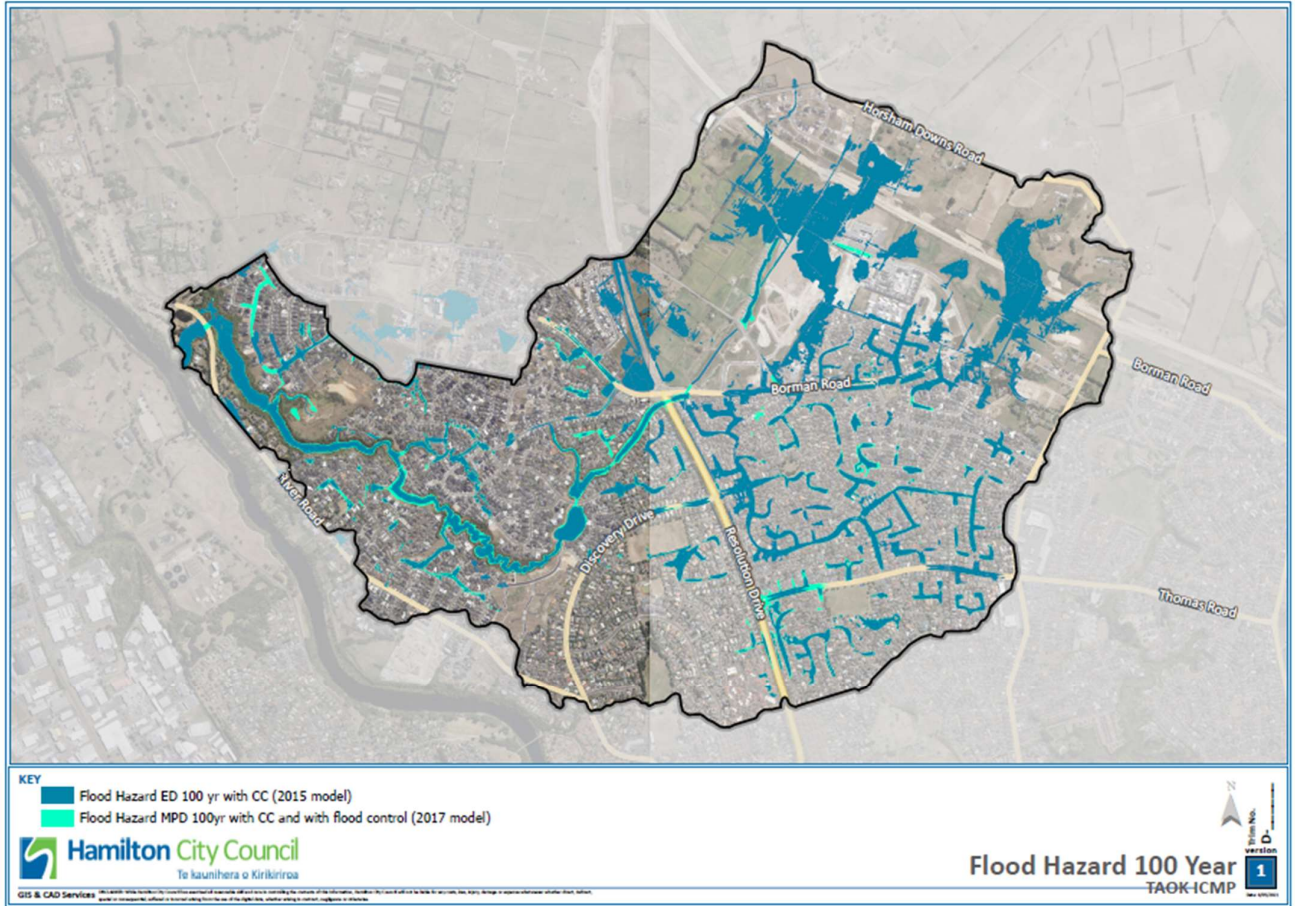 Horsham Downs Road
Borman Road
Borman Road
River Road
Discovery Drive
Resolution Drive
Thomas Road
KEY
Flood Hazard ED 100 yr with CC (2015 model)
Flood Hazard MPD 100yr with CC and with flood control (2017 model)
Hamilton City Council
Te kaunihera o Kirikiriroa
GIS & CAD Services
N
Trim No.
D-
version
1
Flood Hazard 100 Year
TAOK ICMP